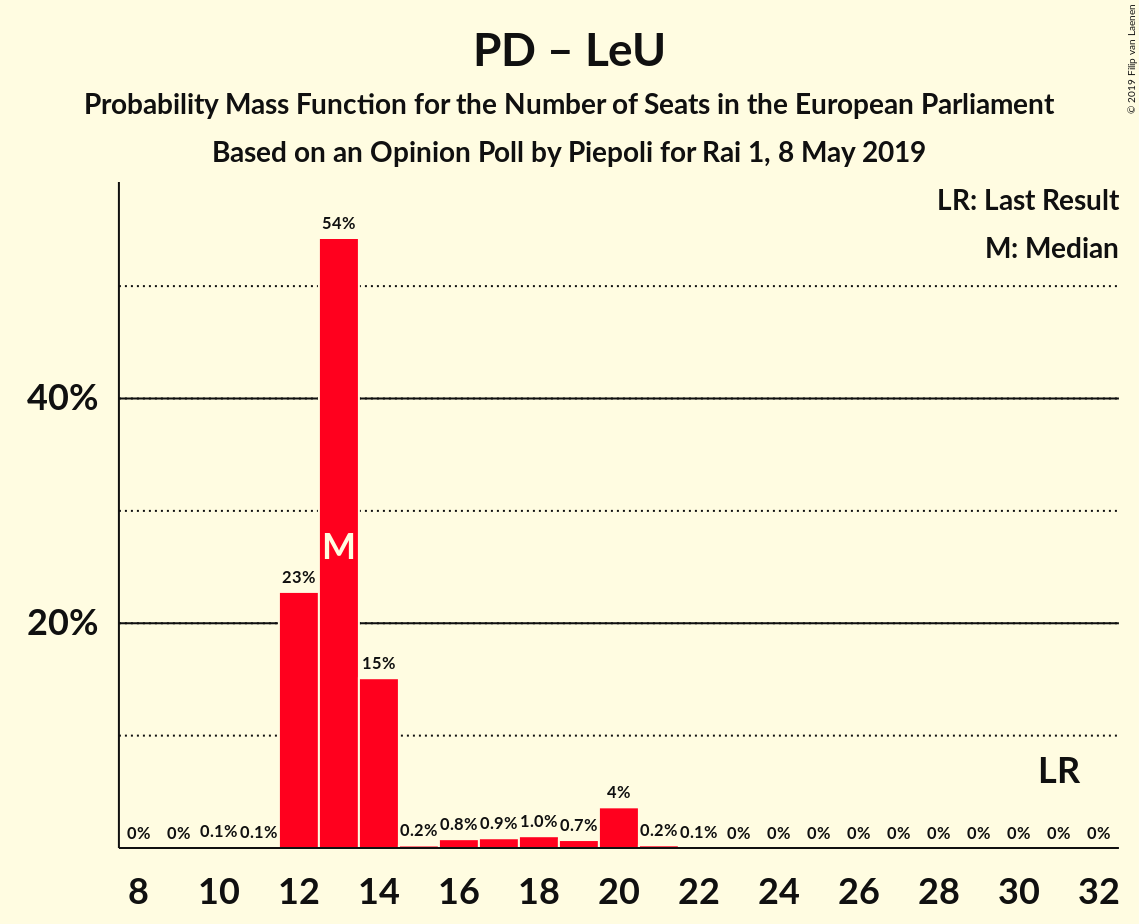 PD – LeU
Probability Mass Function for the Number of Seats in the European Parliament
Based on an Opinion Poll by Piepoli for Rai 1, 8 May 2019
© 2019 Filip van Laenen
LR: Last Result
M: Median
40%
20%
0% 0% 0.1% 0.1% 23% 54% 15% 0.2% 0.8% 0.9% 1.0% 0.7% 4% 0.2% 0.1% 0% 0% 0% 0% 0% 0% 0% 0% 0% 0%
M
LR
8 10 12 14 16 18 20 22 24 26 28 30 32